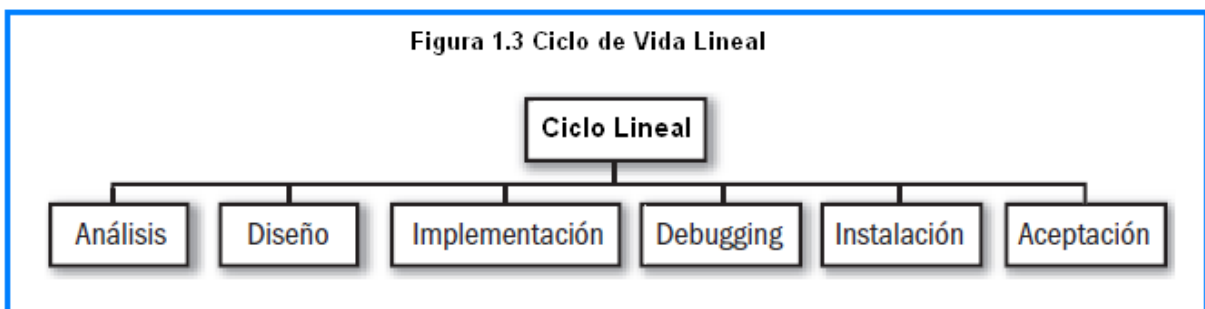 Figura 1.3 Ciclo de Vida Lineal
Ciclo Lineal
Análisis
Diseño
Implementación
Debugging
Instalación
Aceptación